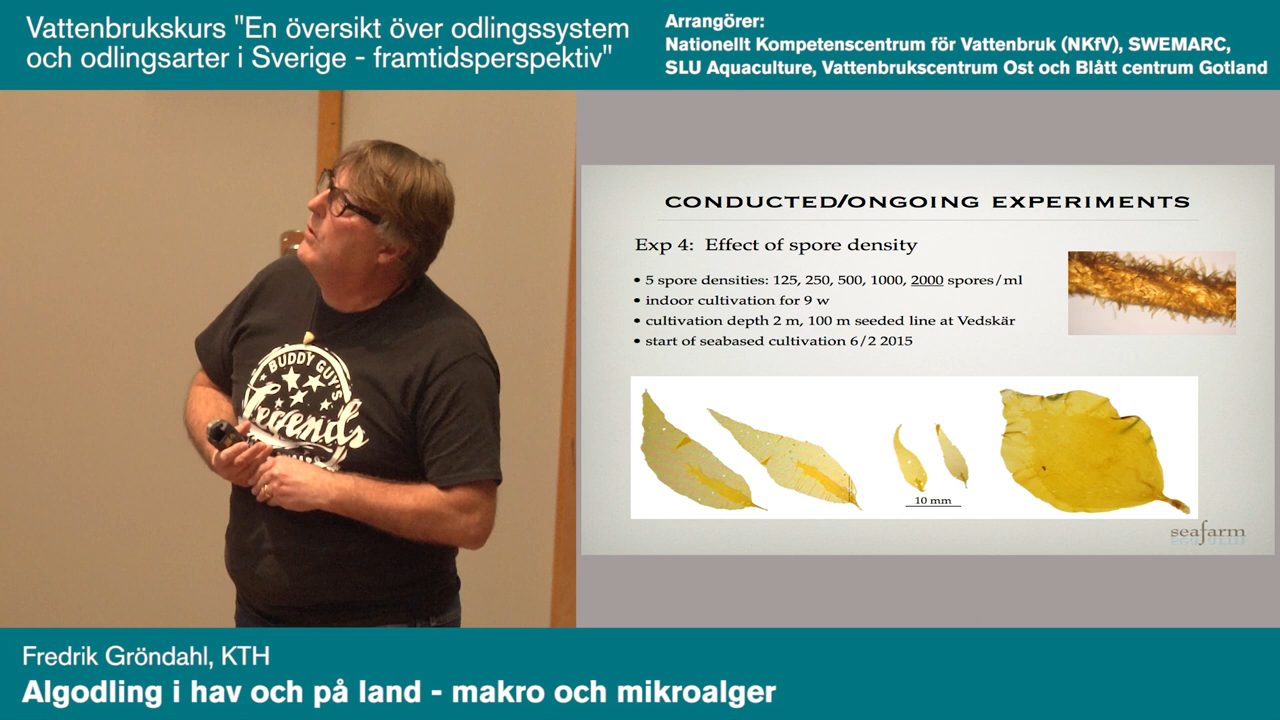 Vattenbrukskurs "En översikt över odlingssystem
och odlingsarter i Sverige - framtidsperspektiv"
Arrangörer:
Nationellt Kompetenscentrum för Vattenbruk (NKfV), SWEMARC,
SLU Aquaculture, Vattenbrukscentrum Ost och Blått centrum Gotland
BUDDY GUY'S
Legends
CONDUCTED/ONGOING EXPERIMENTS
Exp 4: Effect of spore density
• 5 spore densities: 125, 250, 500, 1000, 2000 spores/ml
• indoor cultivation for 9 w
• cultivation depth 2 m, 100 m seeded line at Vedskär
• start of seabased cultivation 6/2 2015
10 mm
seafarm
Fredrik Gröndahl, KTH
Algodling i hav och på land - makro och mikroalger